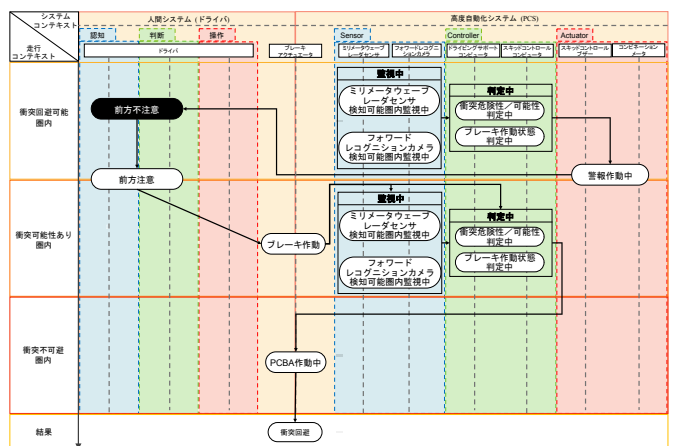 システム
コンテキスト
走行
コンテキスト
人間システム (ドライバ)
高度自動化システム (PCS)
認知
判断
操作
Sensor
Controller
Actuator
ドライバ
ブレーキ
アクチュエータ
ミリメータウェーブ
レーダセンサ
フォワードレコグニ
ションカメラ
ドライビングサポート
コンピュータ
スキッドコントロール
コンピュータ
スキッドコントロール
ブザー
コンビネーション
メータ
衝突回避可能
圏内
前方不注意
監視中
ミリメータウェーブ
レーダセンサ
検知可能圏内監視中
フォワード
レコグニションカメラ
検知可能圏内監視中
判定中
衝突危険性/可能性
判定中
ブレーキ作動状態
判定中
前方注意
警報作動中
衝突可能性あり
圏内
ブレーキ作動
監視中
ミリメータウェーブ
レーダセンサ
検知可能圏内監視中
フォワード
レコグニションカメラ
検知可能圏内監視中
判定中
衝突危険性/可能性
判定中
ブレーキ作動状態
判定中
衝突不可避
圏内
PCBA作動中
結果
衝突回避